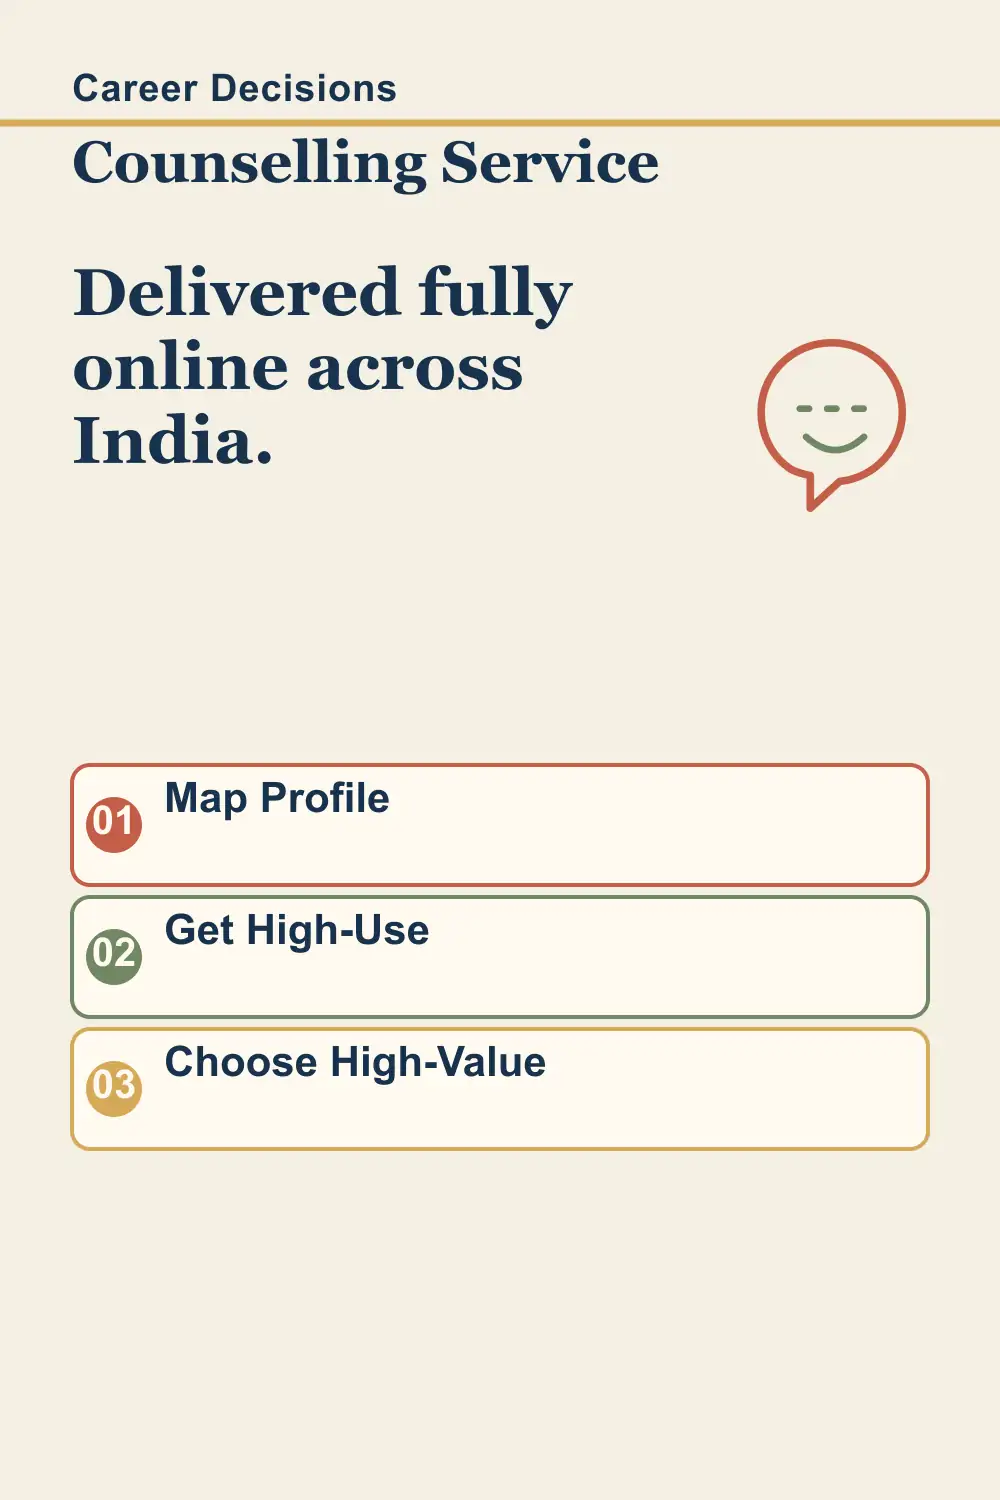 Career Decisions
Counselling Service
Delivered fully
online across
India.
01 Map Profile
02 Get High-Use
03 Choose High-Value